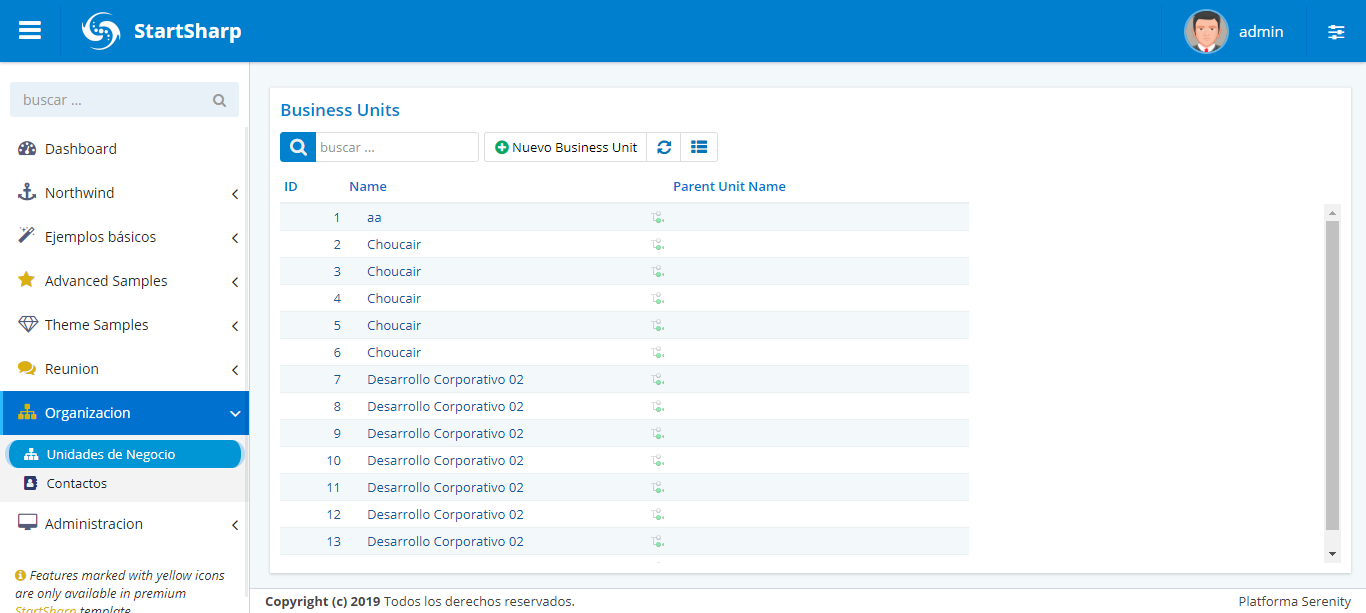 StartSharp
admin
buscar ...
Dashboard
Northwind
Ejemplos básicos
Advanced Samples
Theme Samples
Reunion
Organizacion
Unidades de Negocio
Contactos
Administracion
Features marked with yellow icons
are only available in premium
StartSharp template
Business Units
buscar ...
Nuevo Business Unit
ID Name Parent Unit Name
1 aa
2 Choucair
3 Choucair
4 Choucair
5 Choucair
6 Choucair
7 Desarrollo Corporativo 02
8 Desarrollo Corporativo 02
9 Desarrollo Corporativo 02
10 Desarrollo Corporativo 02
11 Desarrollo Corporativo 02
12 Desarrollo Corporativo 02
13 Desarrollo Corporativo 02
Copyright (c) 2019 Todos los derechos reservados.
Platforma Serenity